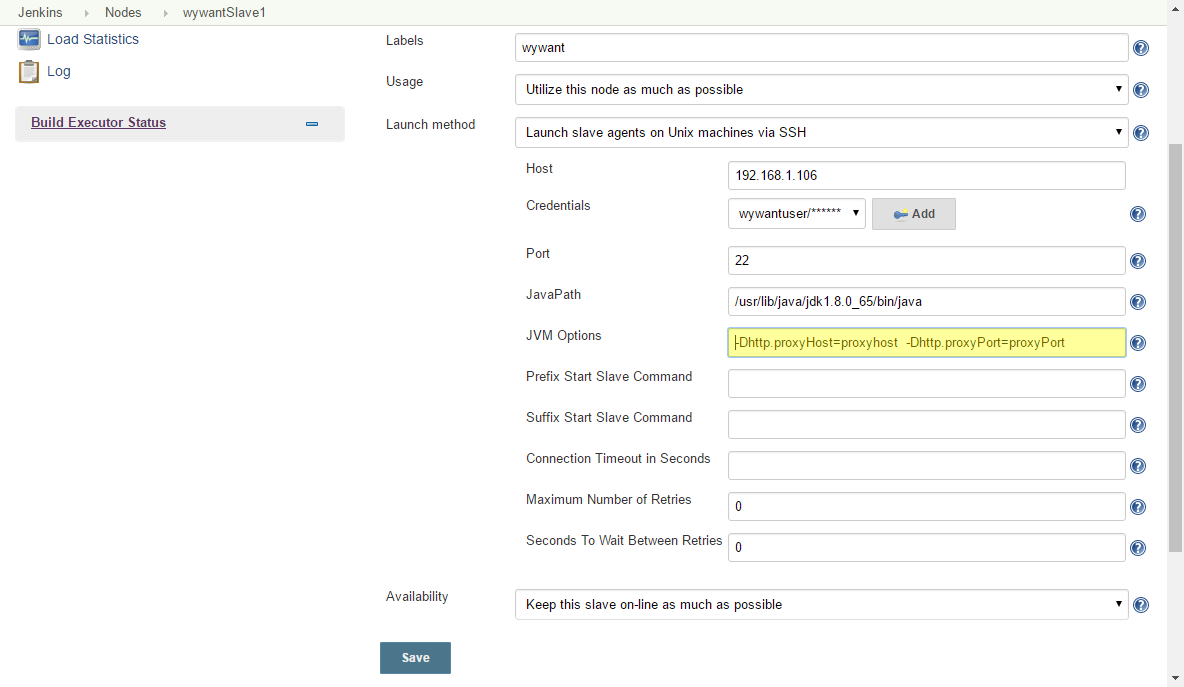 Jenkins Nodes wywantSlave1
Load Statistics
Log
Build Executor Status
Labels wywant
Usage Utilize this node as much as possible
Launch method Launch slave agents on Unix machines via SSH
Host 192.168.1.106
Credentials wywantuser/****** Add
Port 22
JavaPath /usr/lib/java/jdk1.8.0_65/bin/java
JVM Options -Dhttp.proxyHost=proxyhost -Dhttp.proxyPort=proxyPort
Prefix Start Slave Command
Suffix Start Slave Command
Connection Timeout in Seconds
Maximum Number of Retries 0
Seconds To Wait Between Retries 0
Availability Keep this slave on-line as much as possible
Save